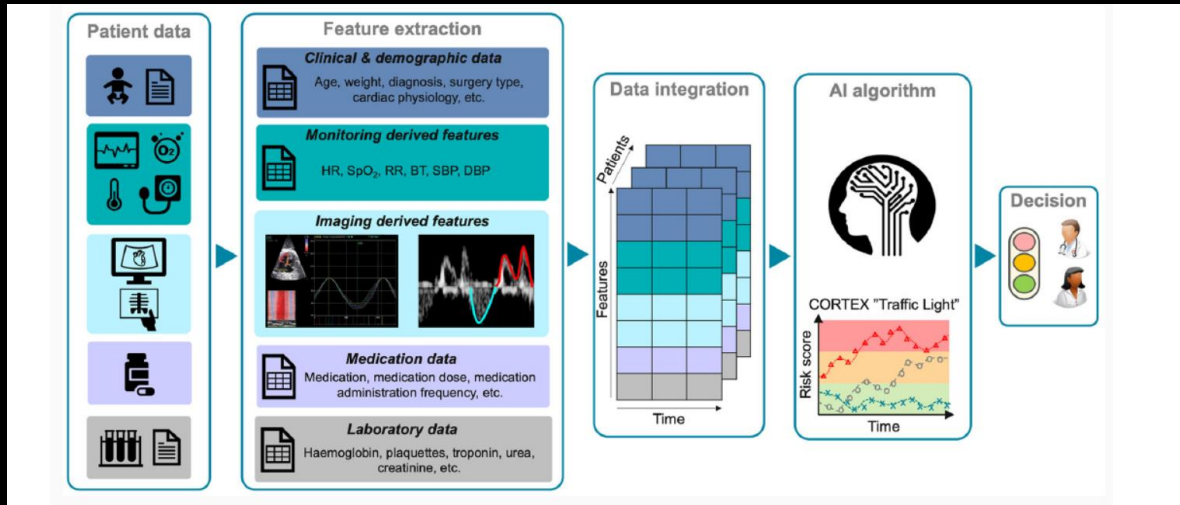 Patient data
O2
Feature extraction
Clinical & demographic data
Age, weight, diagnosis, surgery type,
cardiac physiology, etc.
Monitoring derived features
HR, SpO₂, RR, BT, SBP, DBP
Imaging derived features
Medication data
Medication, medication dose, medication
administration frequency, etc.
Laboratory data
Haemoglobin, plaquettes, troponin, urea,
creatinine, etc.
Data integration
Patients
Features
Time
AI algorithm
CORTEX "Traffic Light"
Risk score
Time
Decision